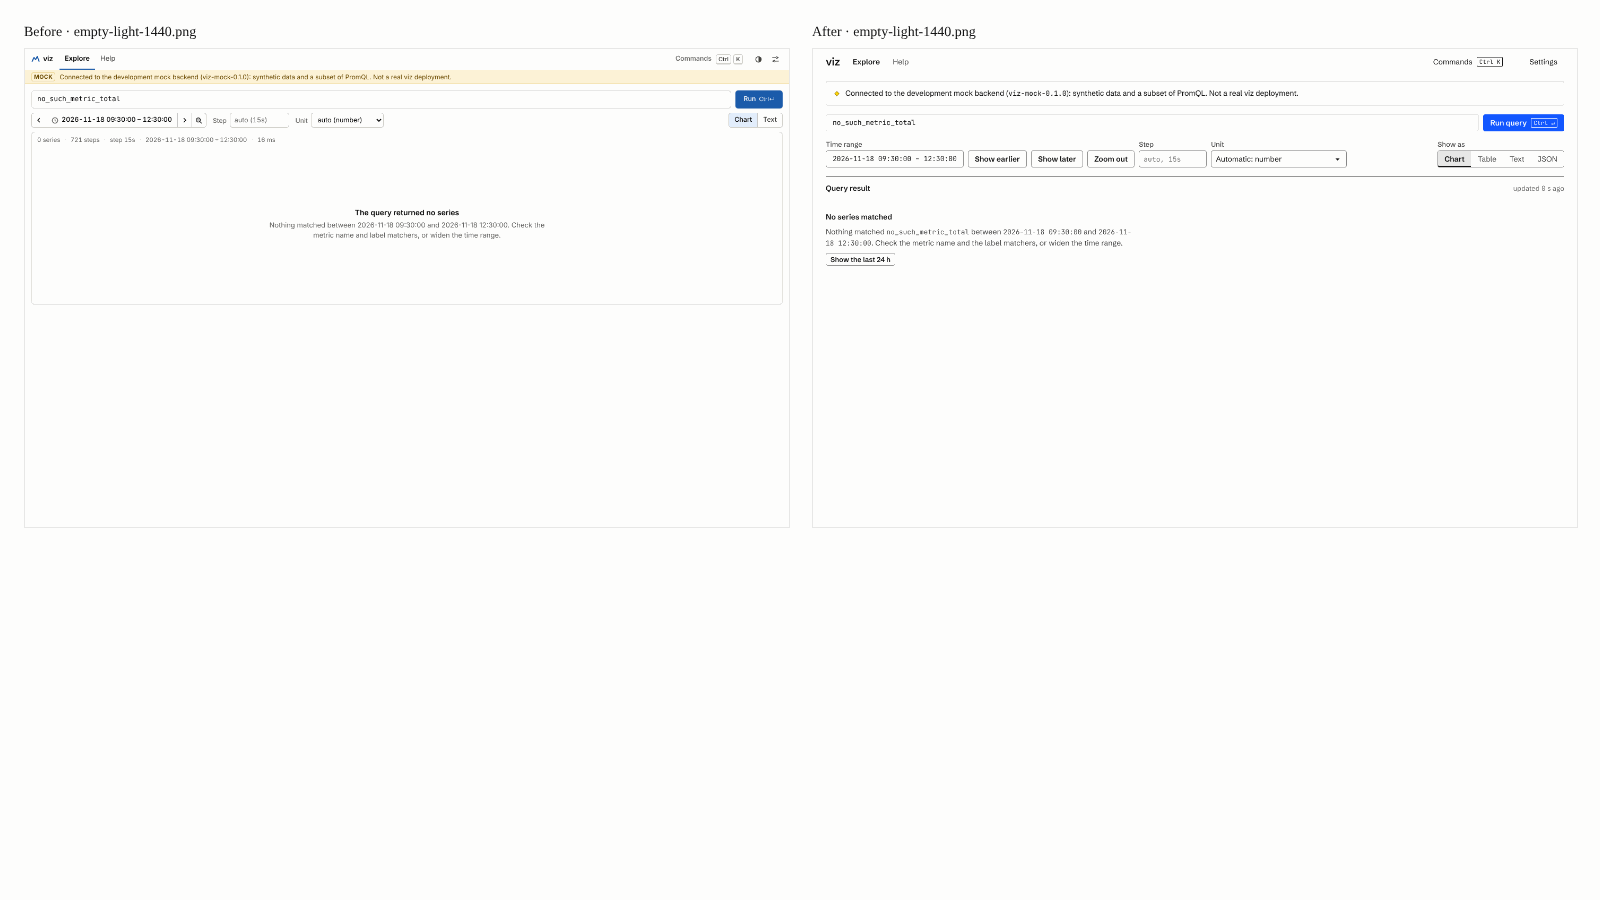 Before · empty-light-1440.png
viz Explore Help Commands Ctrl K
MOCK Connected to the development mock backend (viz-mock-0.1.0): synthetic data and a subset of PromQL. Not a real viz deployment.
no_such_metric_total Run Ctrl↵
2026-11-18 09:30:00 – 12:30:00 Step auto (15s) Unit auto (number) Chart Text
0 series · 721 steps · step 15s · 2026-11-18 09:30:00 – 12:30:00 · 16 ms
The query returned no series
Nothing matched between 2026-11-18 09:30:00 and 2026-11-18 12:30:00. Check the
metric name and label matchers, or widen the time range.
After · empty-light-1440.png
viz Explore Help Commands Ctrl K Settings
Connected to the development mock backend (viz-mock-0.1.0): synthetic data and a subset of PromQL. Not a real viz deployment.
no_such_metric_total Run query Ctrl ↵
Time range Step Unit Show as
2026-11-18 09:30:00 – 12:30:00 Show earlier Show later Zoom out auto, 15s Automatic: number Chart Table Text JSON
Query result updated 0 s ago
No series matched
Nothing matched no_such_metric_total between 2026-11-18 09:30:00 and 2026-11-
18 12:30:00. Check the metric name and the label matchers, or widen the time range.
Show the last 24 h